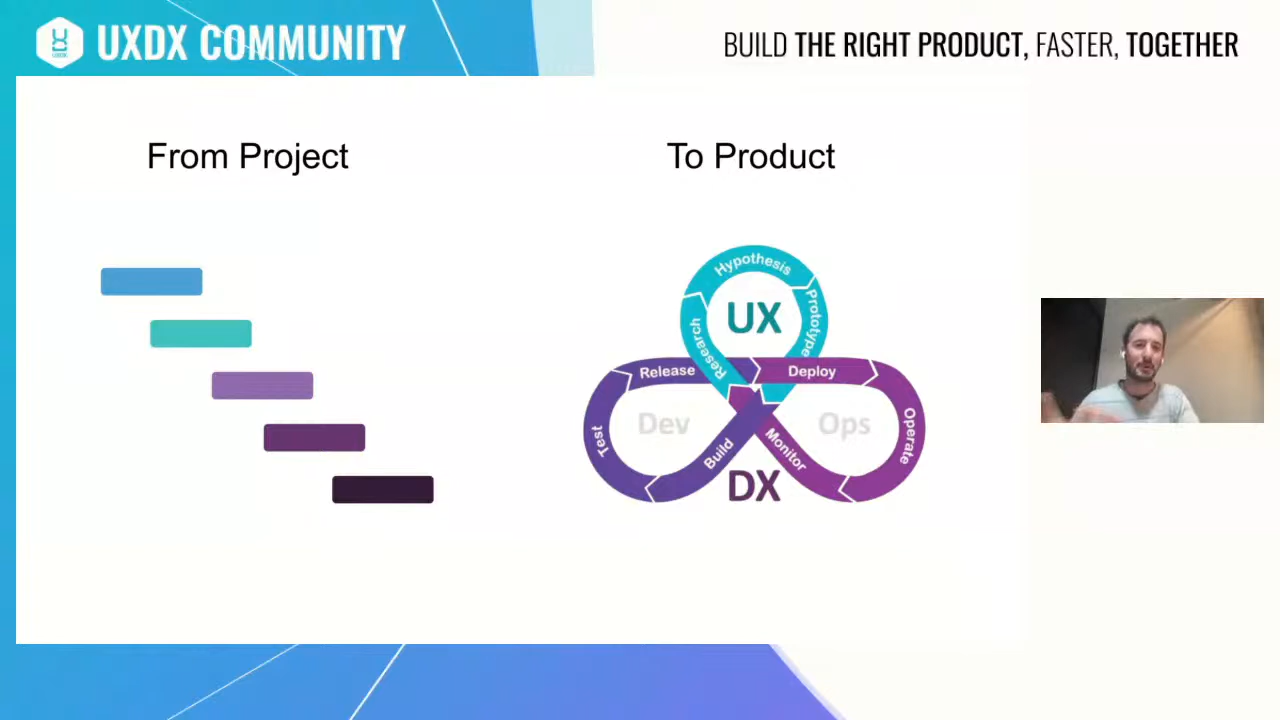 UXDX COMMUNITY
BUILD THE RIGHT PRODUCT, FASTER, TOGETHER
From Project
To Product
Hypothesis
Prototype
Research
UX
Release
Deploy
Test
Dev
Build
Monitor
Ops
Operate
DX